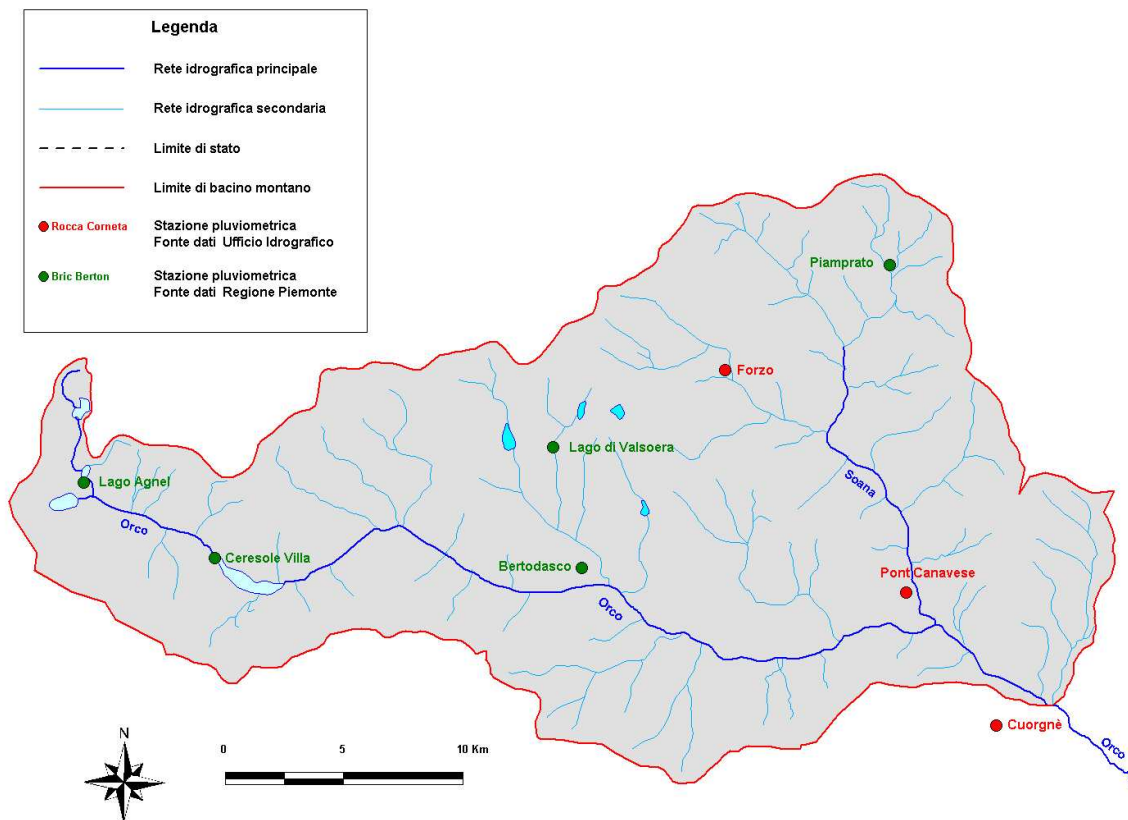 Legenda
Rete idrografica principale
Rete idrografica secondaria
Limite di stato
Limite di bacino montano
Rocca Corneta
Stazione pluviometrica
Fonte dati Ufficio Idrografico
Bric Berton
Stazione pluviometrica
Fonte dati Regione Piemonte
Piamprato
Forzo
Lago di Valsoera
Soana
Lago Agnel
Orco
Ceresole Villa
Bertodasco
Pont Canavese
Orco
Cuorgnè
Orco
N
0 5 10 Km